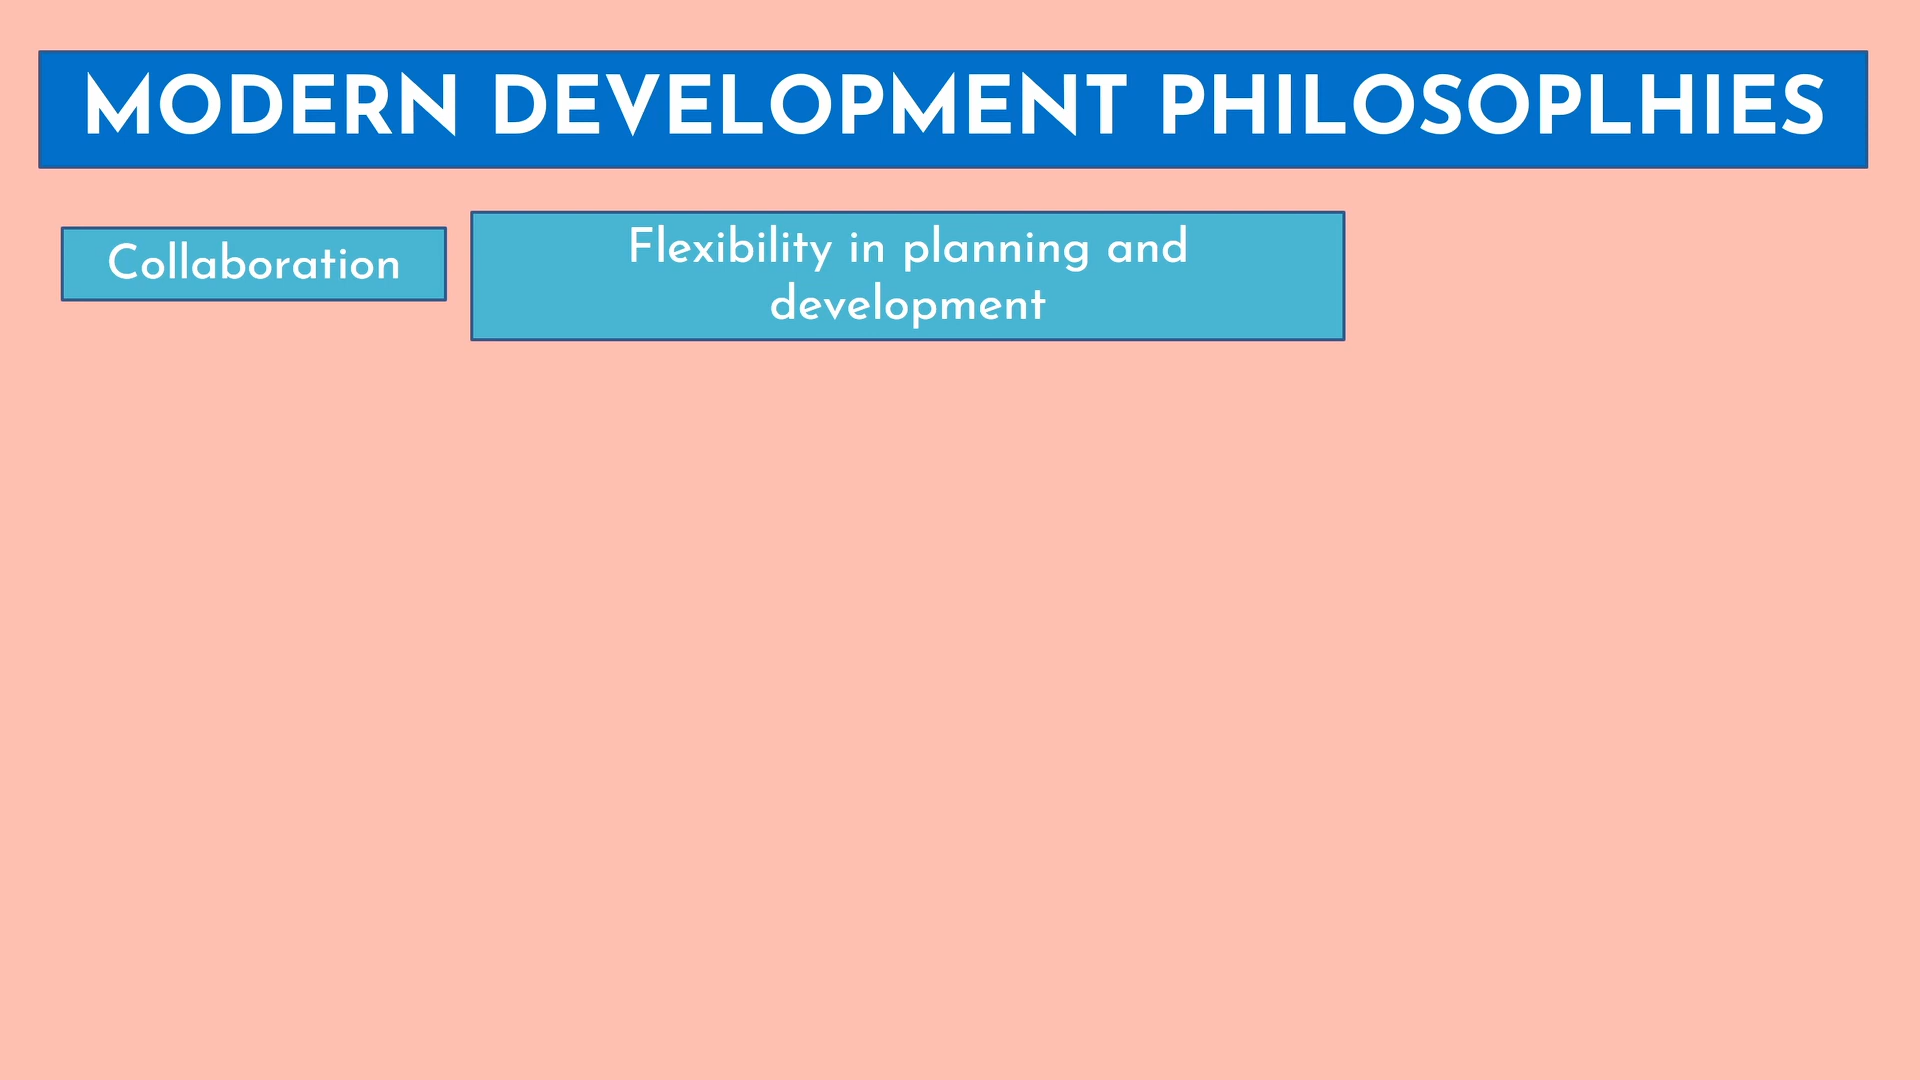 MODERN DEVELOPMENT PHILOSOPLHIES
Collaboration
Flexibility in planning and
development